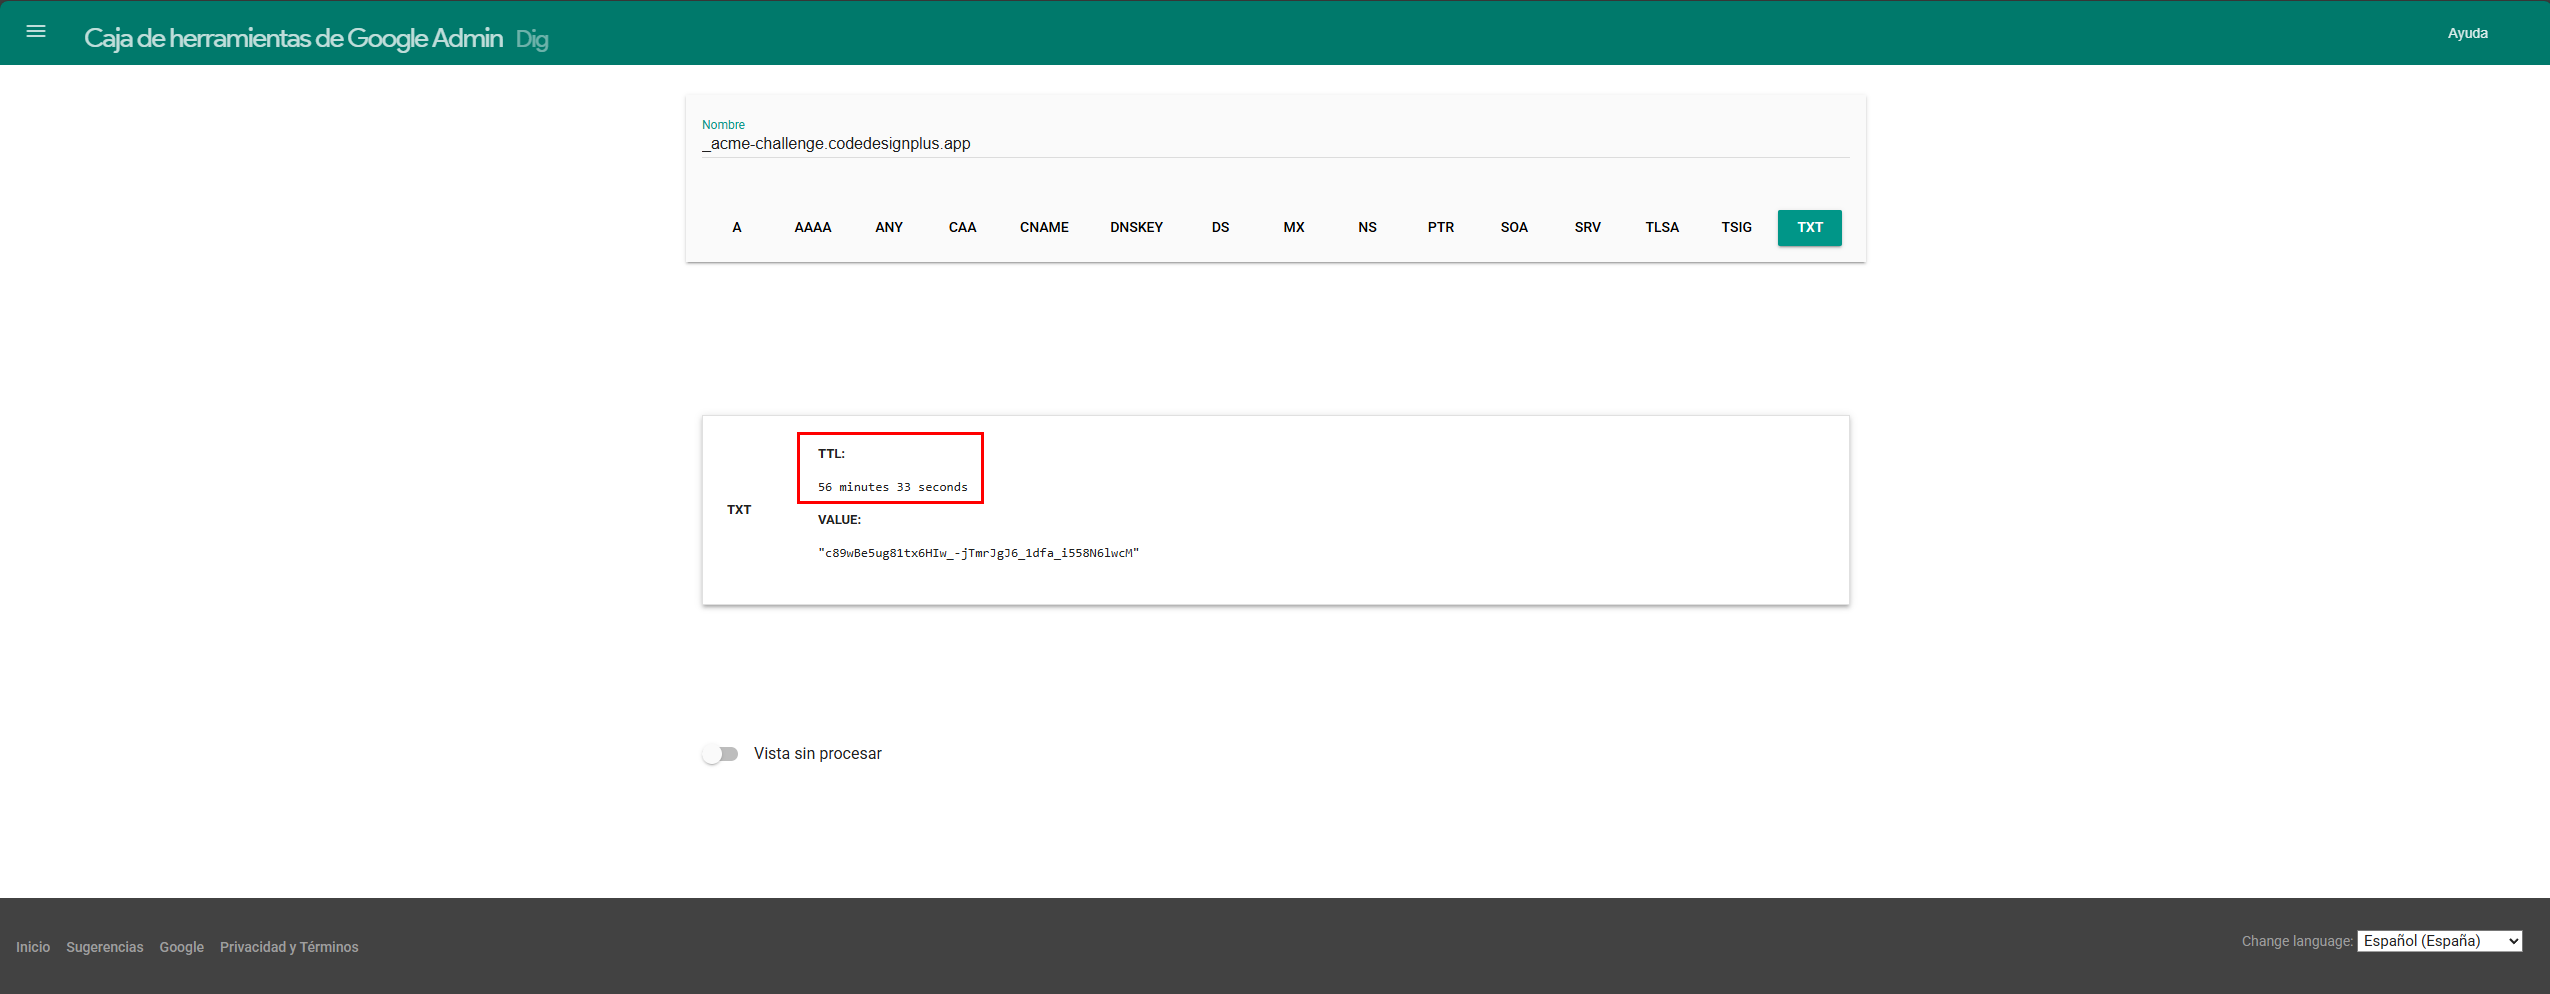 Caja de herramientas de Google Admin Dig
Ayuda
Nombre
_acme-challenge.codedesignplus.app
A AAAA ANY CAA CNAME DNSKEY DS MX NS PTR SOA SRV TLSA TSIG TXT
TTL:
56 minutes 33 seconds
TXT
VALUE:
"c89wBe5ug81tx6HIw_-jTmrJgJ6_1dfa_i558N6lwcM"
Vista sin procesar
Inicio Sugerencias Google Privacidad y Términos
Change language: Español (España)